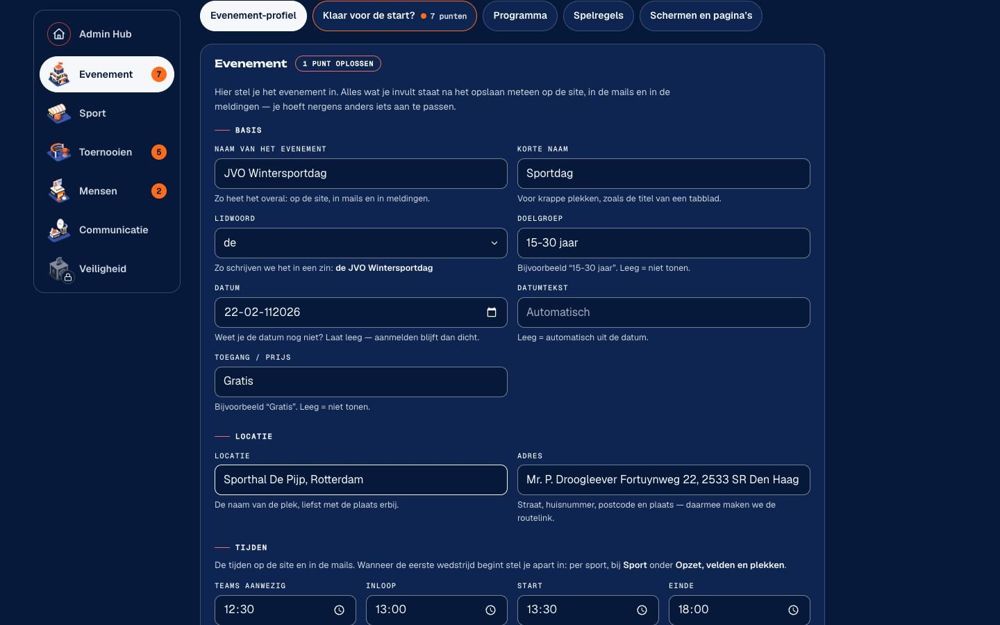 Evenement-profiel
Klaar voor de start? 7 punten
Programma
Spelregels
Schermen en pagina's
Admin Hub
Evenement 7
Sport
Toernooien 5
Mensen 2
Communicatie
Veiligheid
Evenement 1 PUNT OPLOSSEN
Hier stel je het evenement in. Alles wat je invult staat na het opslaan meteen op de site, in de mails en in de
meldingen — je hoeft nergens anders iets aan te passen.
BASIS
NAAM VAN HET EVENEMENT
JVO Wintersportdag
Zo heet het overal: op de site, in mails en in meldingen.
KORTE NAAM
Sportdag
Voor krappe plekken, zoals de titel van een tabblad.
LIDWOORD
de
Zo schrijven we het in een zin: de JVO Wintersportdag
DOELGROEP
15-30 jaar
Bijvoorbeeld "15-30 jaar". Leeg = niet tonen.
DATUM
22-02-112026
Weet je de datum nog niet? Laat leeg — aanmelden blijft dan dicht.
DATUMTEKST
Automatisch
Leeg = automatisch uit de datum.
TOEGANG / PRIJS
Gratis
Bijvoorbeeld "Gratis". Leeg = niet tonen.
LOCATIE
LOCATIE
Sporthal De Pijp, Rotterdam
De naam van de plek, liefst met de plaats erbij.
ADRES
Mr. P. Droogleever Fortuynweg 22, 2533 SR Den Haag
Straat, huisnummer, postcode en plaats — daarmee maken we de
routelink.
TIJDEN
De tijden op de site en in de mails. Wanneer de eerste wedstrijd begint stel je apart in: per sport, bij Sport onder Opzet, velden en plekken.
TEAMS AANWEZIG
12:30
INLOOP
13:00
START
13:30
EINDE
18:00